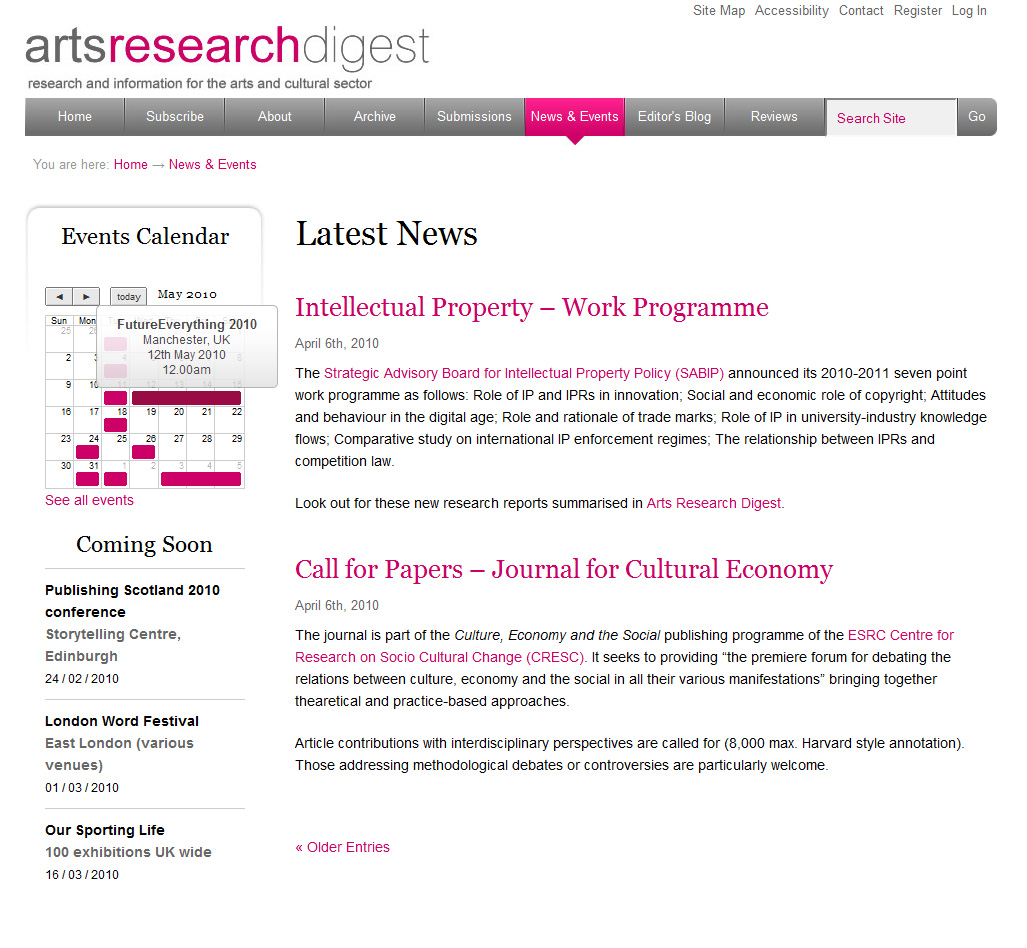 Site Map Accessibility Contact Register Log In
artsresearchdigest
research and information for the arts and cultural sector
Home Subscribe About Archive Submissions News & Events Editor's Blog Reviews Search Site Go
You are here: Home → News & Events
Events Calendar
◄ ► today May 2010
FutureEverything 2010
Manchester, UK
12th May 2010
12.00am
Sun Mon
25
2
9 10 11 12 13 14 15
16 17 18 19 20 21 22
23 24 25 26 27 28 29
30 31 1 2 3 4 5
See all events
Coming Soon
Publishing Scotland 2010
conference
Storytelling Centre,
Edinburgh
24 / 02 / 2010
London Word Festival
East London (various
venues)
01 / 03 / 2010
Our Sporting Life
100 exhibitions UK wide
16 / 03 / 2010
Latest News
Intellectual Property – Work Programme
April 6th, 2010
The Strategic Advisory Board for Intellectual Property Policy (SABIP) announced its 2010-2011 seven point
work programme as follows: Role of IP and IPRs in innovation; Social and economic role of copyright; Attitudes
and behaviour in the digital age; Role and rationale of trade marks; Role of IP in university-industry knowledge
flows; Comparative study on international IP enforcement regimes; The relationship between IPRs and
competition law.
Look out for these new research reports summarised in Arts Research Digest.
Call for Papers – Journal for Cultural Economy
April 6th, 2010
The journal is part of the Culture, Economy and the Social publishing programme of the ESRC Centre for
Research on Socio Cultural Change (CRESC). It seeks to providing “the premiere forum for debating the
relations between culture, economy and the social in all their various manifestations” bringing together
thearetical and practice-based approaches.
Article contributions with interdisciplinary perspectives are called for (8,000 max. Harvard style annotation).
Those addressing methodological debates or controversies are particularly welcome.
« Older Entries